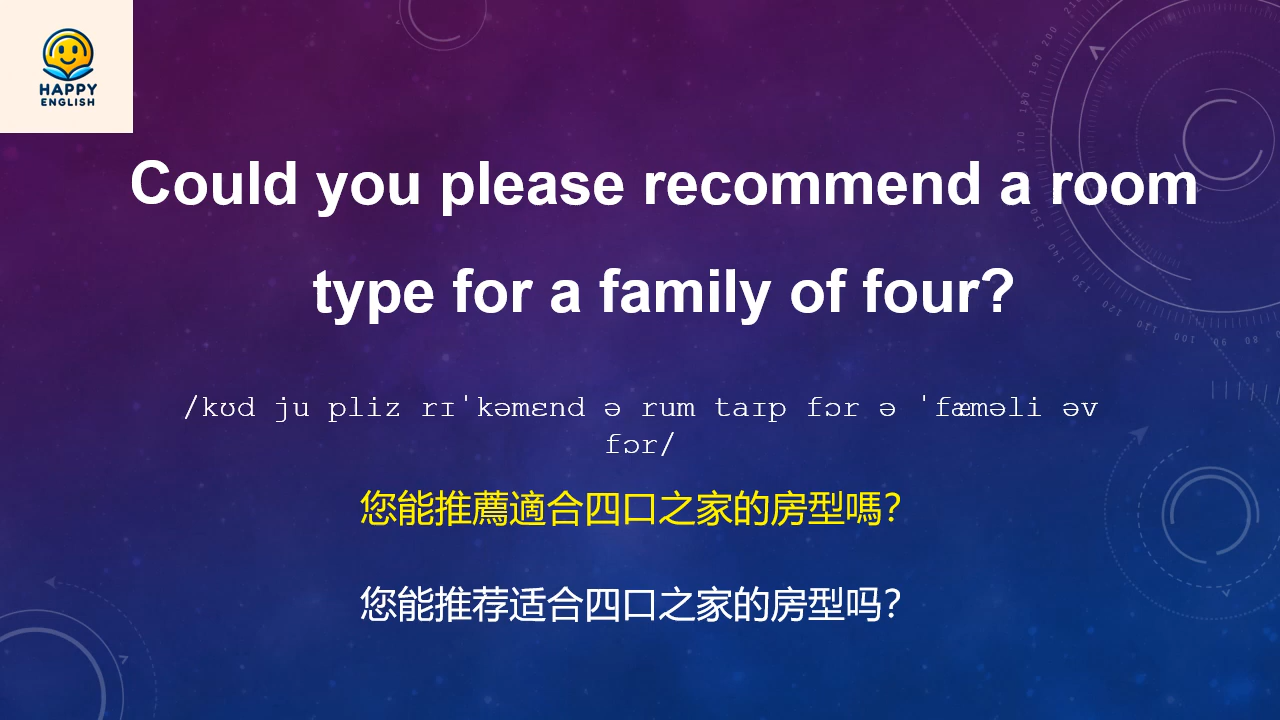 HAPPY
ENGLISH
Could you please recommend a room
type for a family of four?
/kʊd ju pliz rɪˈkəmɛnd ə rum taɪp fɔr ə ˈfæməli əv
fɔr/
您能推薦適合四口之家的房型嗎?
您能推荐适合四口之家的房型吗?